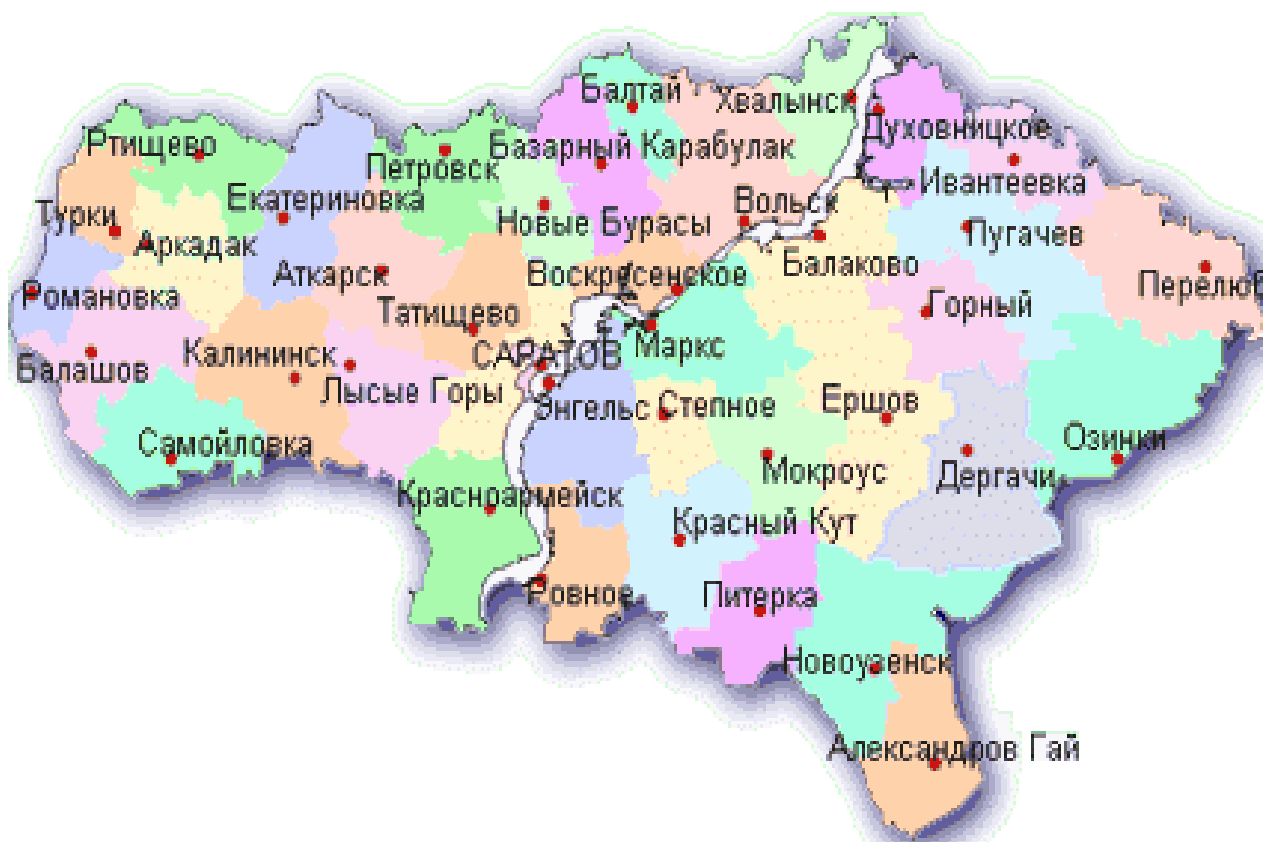 Балтай
Хвалынск
Духовницкое
Ртищево
Петровск
Базарный Карабулак
Ивантеевка
Турки
Екатериновка
Новые Бурасы
Вольск
Пугачев
Аркадак
Аткарск
Воскресенское
Балаково
Перелюб
Романовка
Татищево
Горный
Балашов
Калининск
САРАТОВ
Маркс
Лысые Горы
Энгельс
Степное
Ершов
Самойловка
Озинки
Мокроус
Дергачи
Красноармейск
Красный Кут
Ровное
Питерка
Новоузенск
Александров Гай